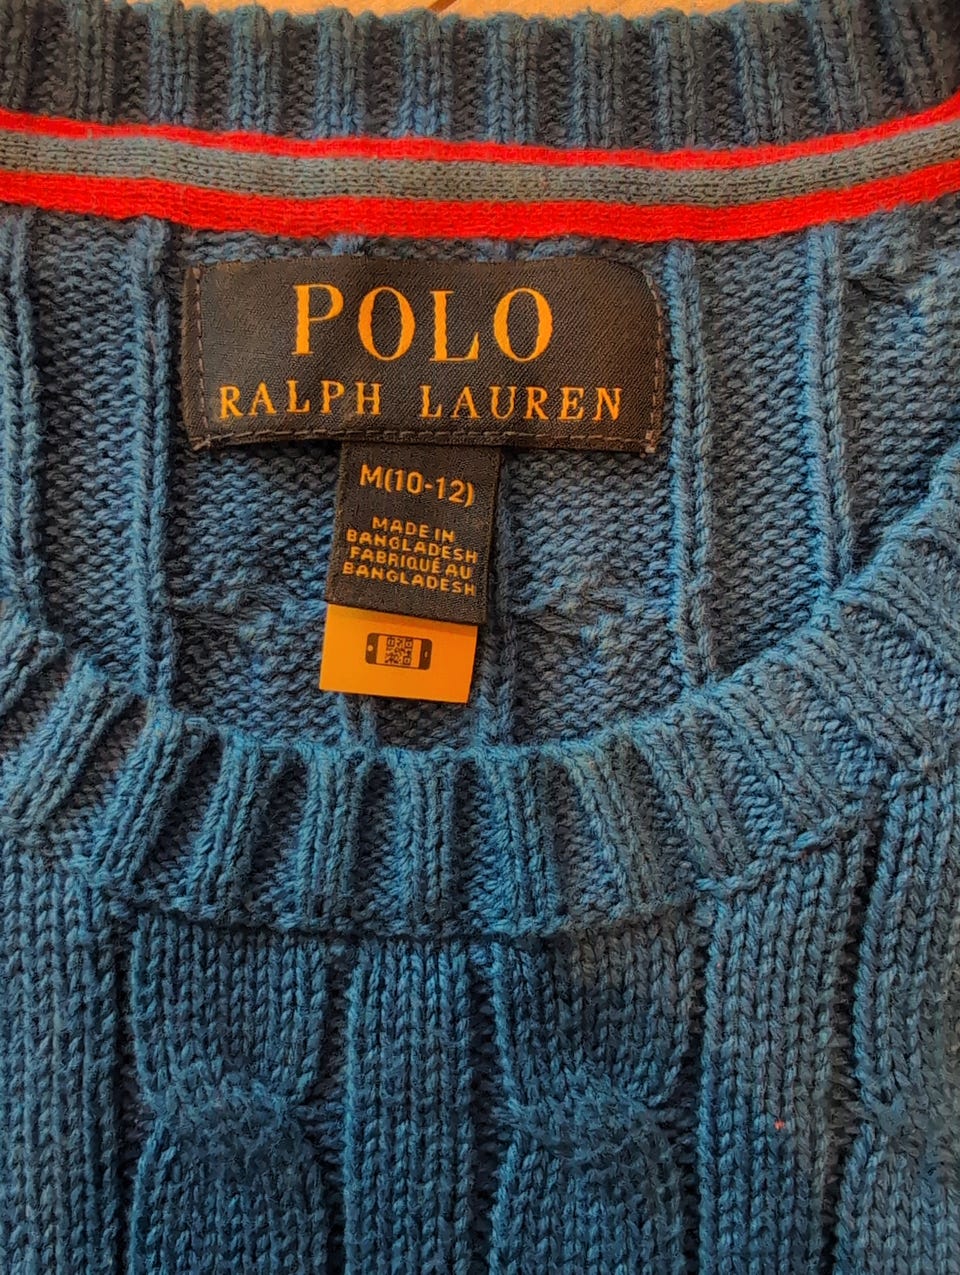 POLO
RALPH LAUREN
M(10-12)
MADE IN
BANGLADESH
FABRIQUÉ AU
BANGLADESH